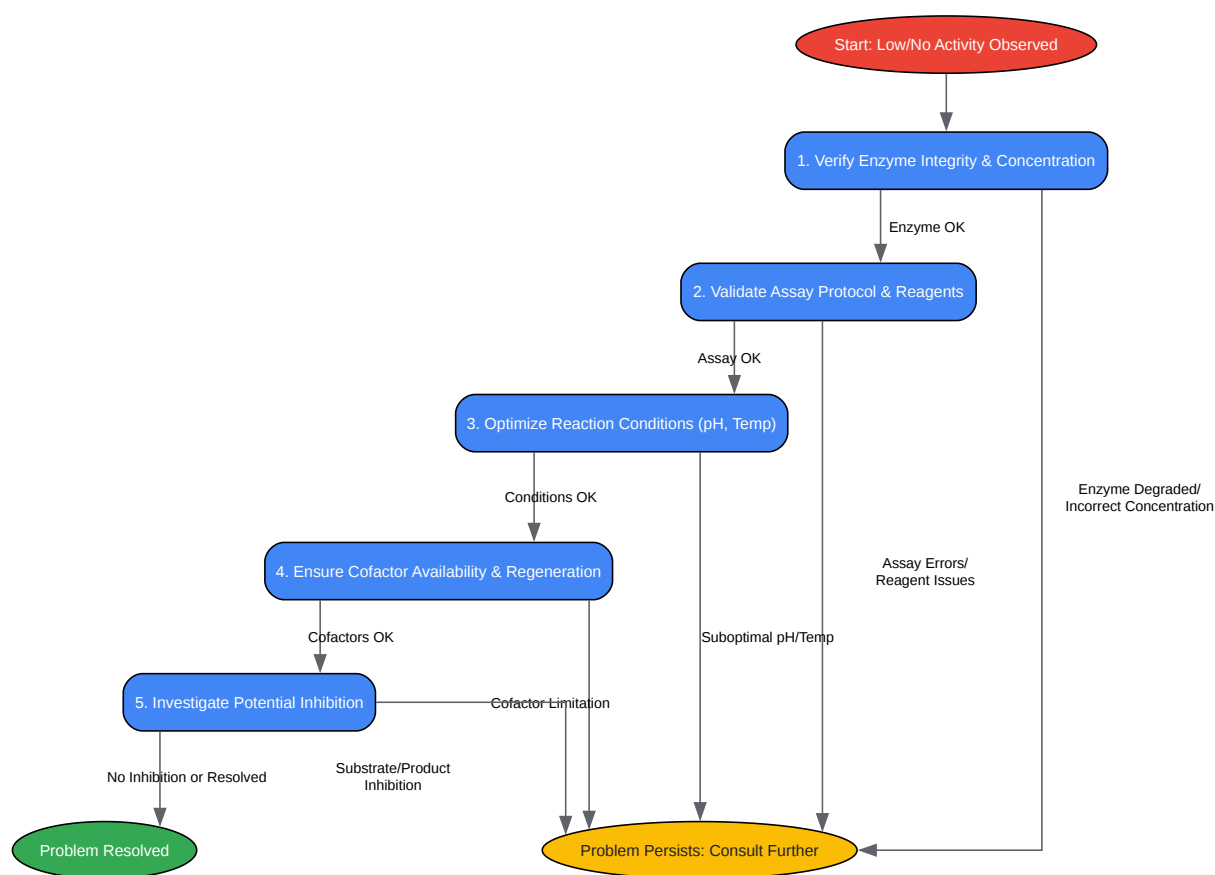 Start: Low/No Activity Observed
1. Verify Enzyme Integrity & Concentration
Enzyme OK
2. Validate Assay Protocol & Reagents
Assay OK
3. Optimize Reaction Conditions (pH, Temp)
Enzyme Degraded/
Incorrect Concentration
Conditions OK
Assay Errors/
Reagent Issues
4. Ensure Cofactor Availability & Regeneration
Cofactors OK
Suboptimal pH/Temp
5. Investigate Potential Inhibition
Cofactor Limitation
No Inhibition or Resolved
Substrate/Product
Inhibition
Problem Resolved
Problem Persists: Consult Further